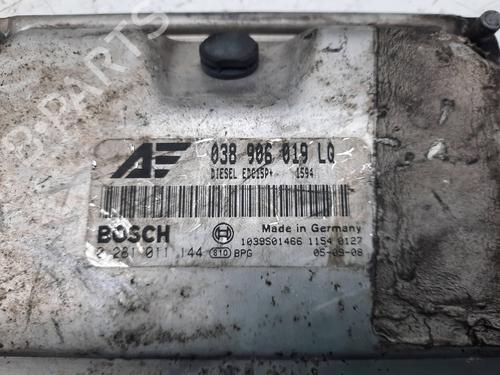 B-PARTS
AE 038 906 019 LQ
DIESEL EDC15P+ 1594
BOSCH
Made in Germany
1039S01466 1154 0127
0 281 011 144 STO BPG 05-09-08